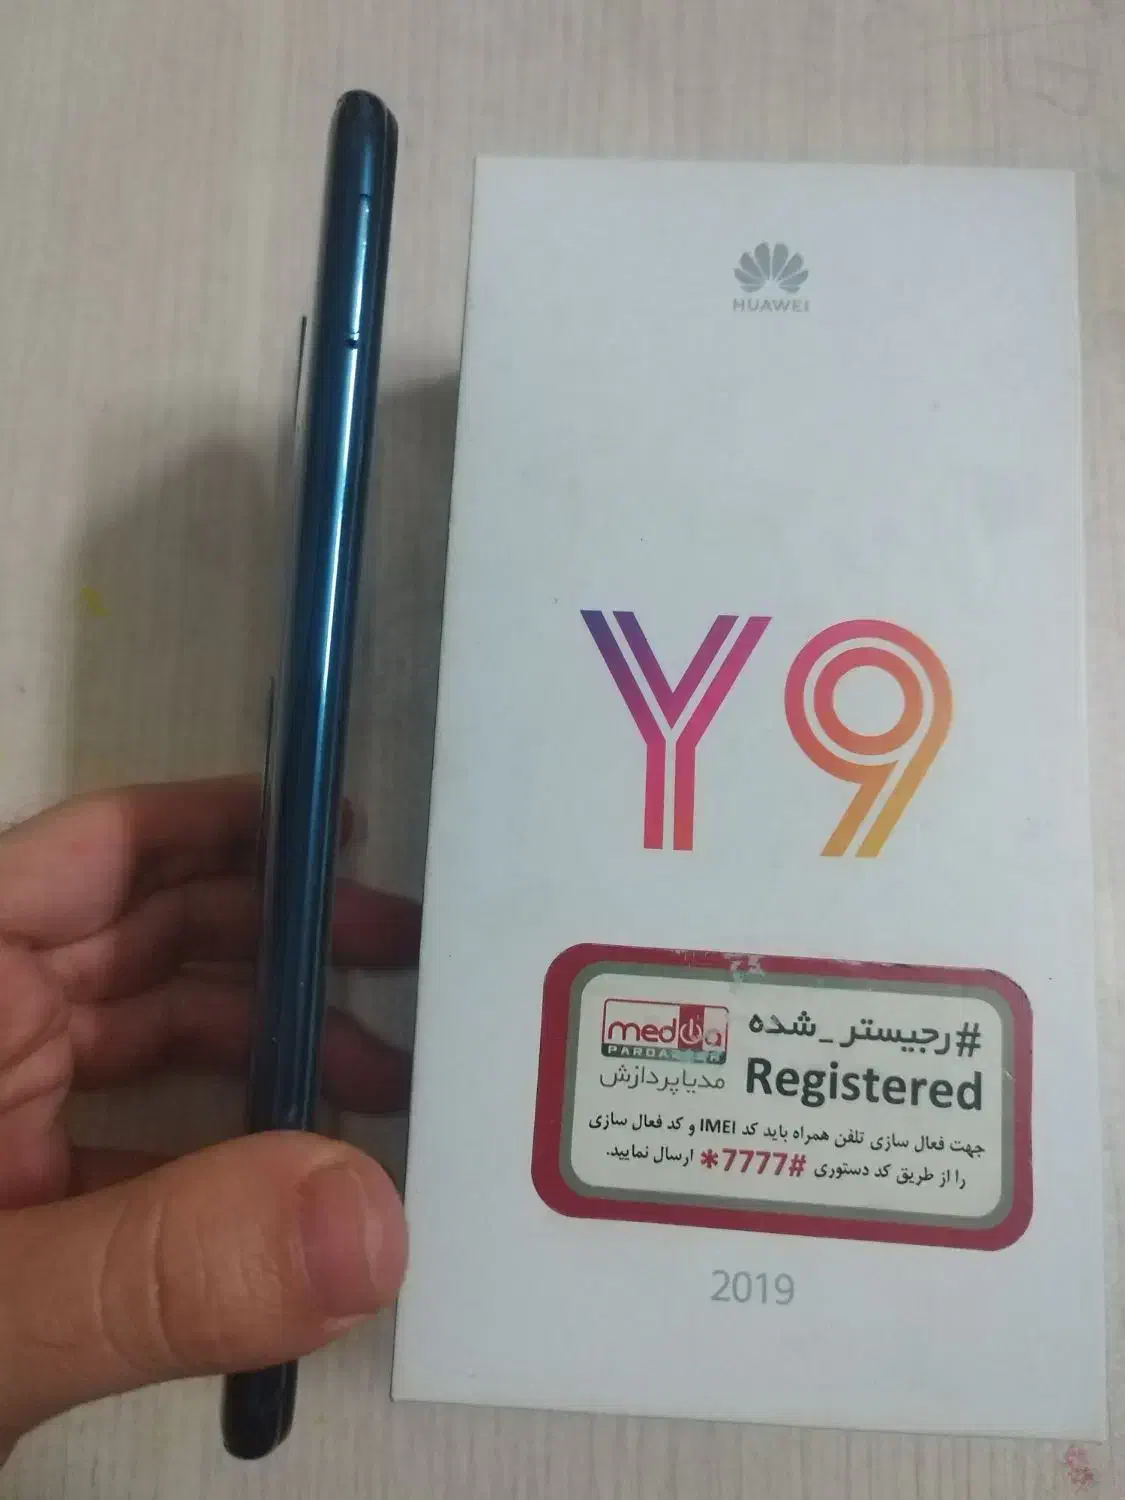 HUAWEI
Y9
#رجیستر_شده
Registered
media
مدیاپردازش
جهت فعال سازی تلفن همراه باید کد IMEI و کد فعال سازی
را از طریق کد دستوری #7777* ارسال نمایید.
2019